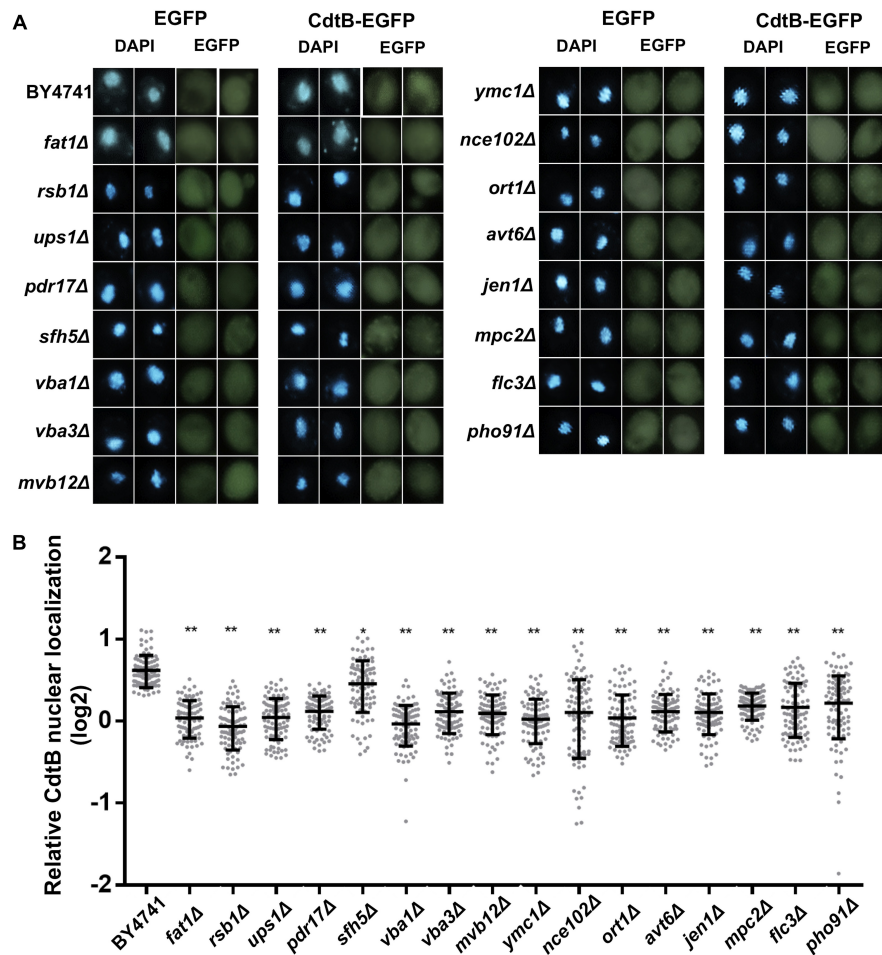 A
EGFP
CdtB-EGFP
DAPI EGFP
DAPI EGFP
BY4741
fat1Δ
rsb1Δ
ups1Δ
pdr17Δ
sfh5Δ
vba1Δ
vba3Δ
mvb12Δ
EGFP
CdtB-EGFP
DAPI EGFP
DAPI EGFP
ymc1Δ
nce102Δ
ort1Δ
avt6Δ
jen1Δ
mpc2Δ
flc3Δ
pho91Δ
B
Relative CdtB nuclear localization
(log2)
2
1
0
-1
-2
** ** ** ** * ** ** ** ** ** ** ** ** ** ** **
BY4741 fat1Δ rsb1Δ ups1Δ pdr17Δ sfh5Δ vba1Δ vba3Δ mvb12Δ ymc1Δ nce102Δ ort1Δ avt6Δ jen1Δ mpc2Δ flc3Δ pho91Δ